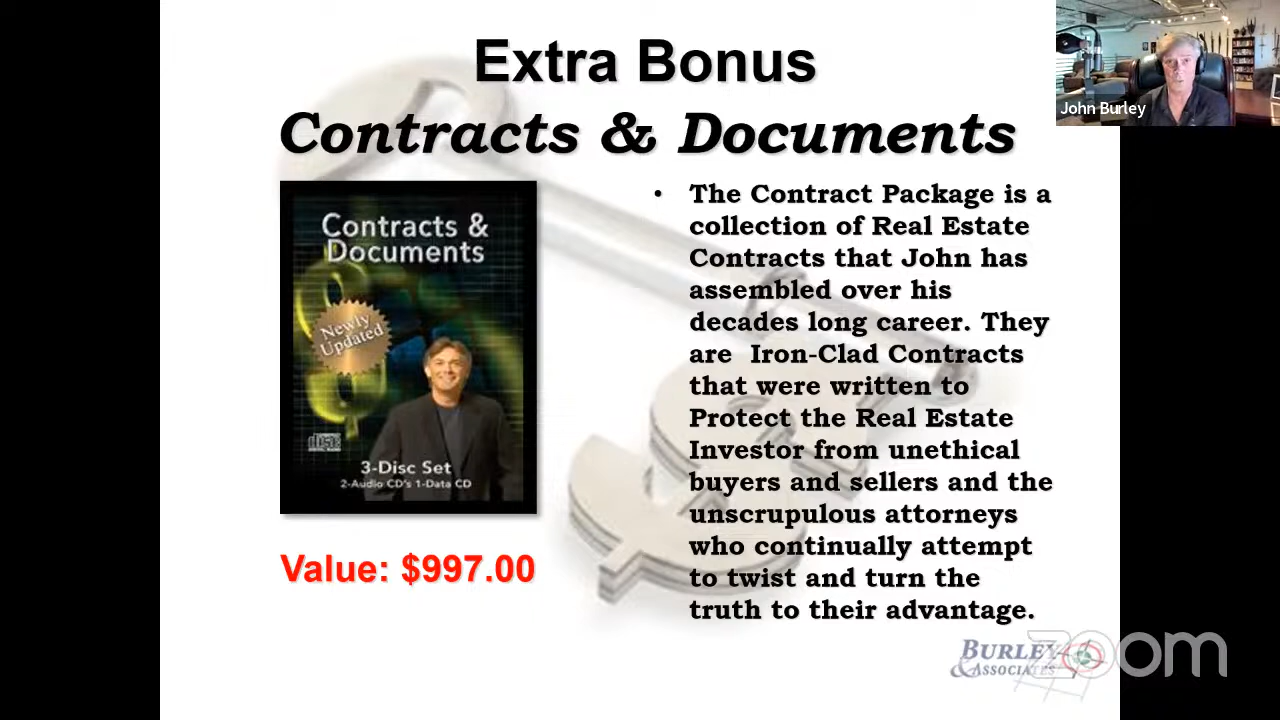 Extra Bonus
Contracts & Documents
John Burley
Contracts &
Documents
Newly
Updated
3-Disc Set
2-Audio CD's 1-Data CD
Value: $997.00
• The Contract Package is a
collection of Real Estate
Contracts that John has
assembled over his
decades long career. They
are Iron-Clad Contracts
that were written to
Protect the Real Estate
Investor from unethical
buyers and sellers and the
unscrupulous attorneys
who continually attempt
to twist and turn the
truth to their advantage.
BURLEY
& ASSOCIATES
zoom